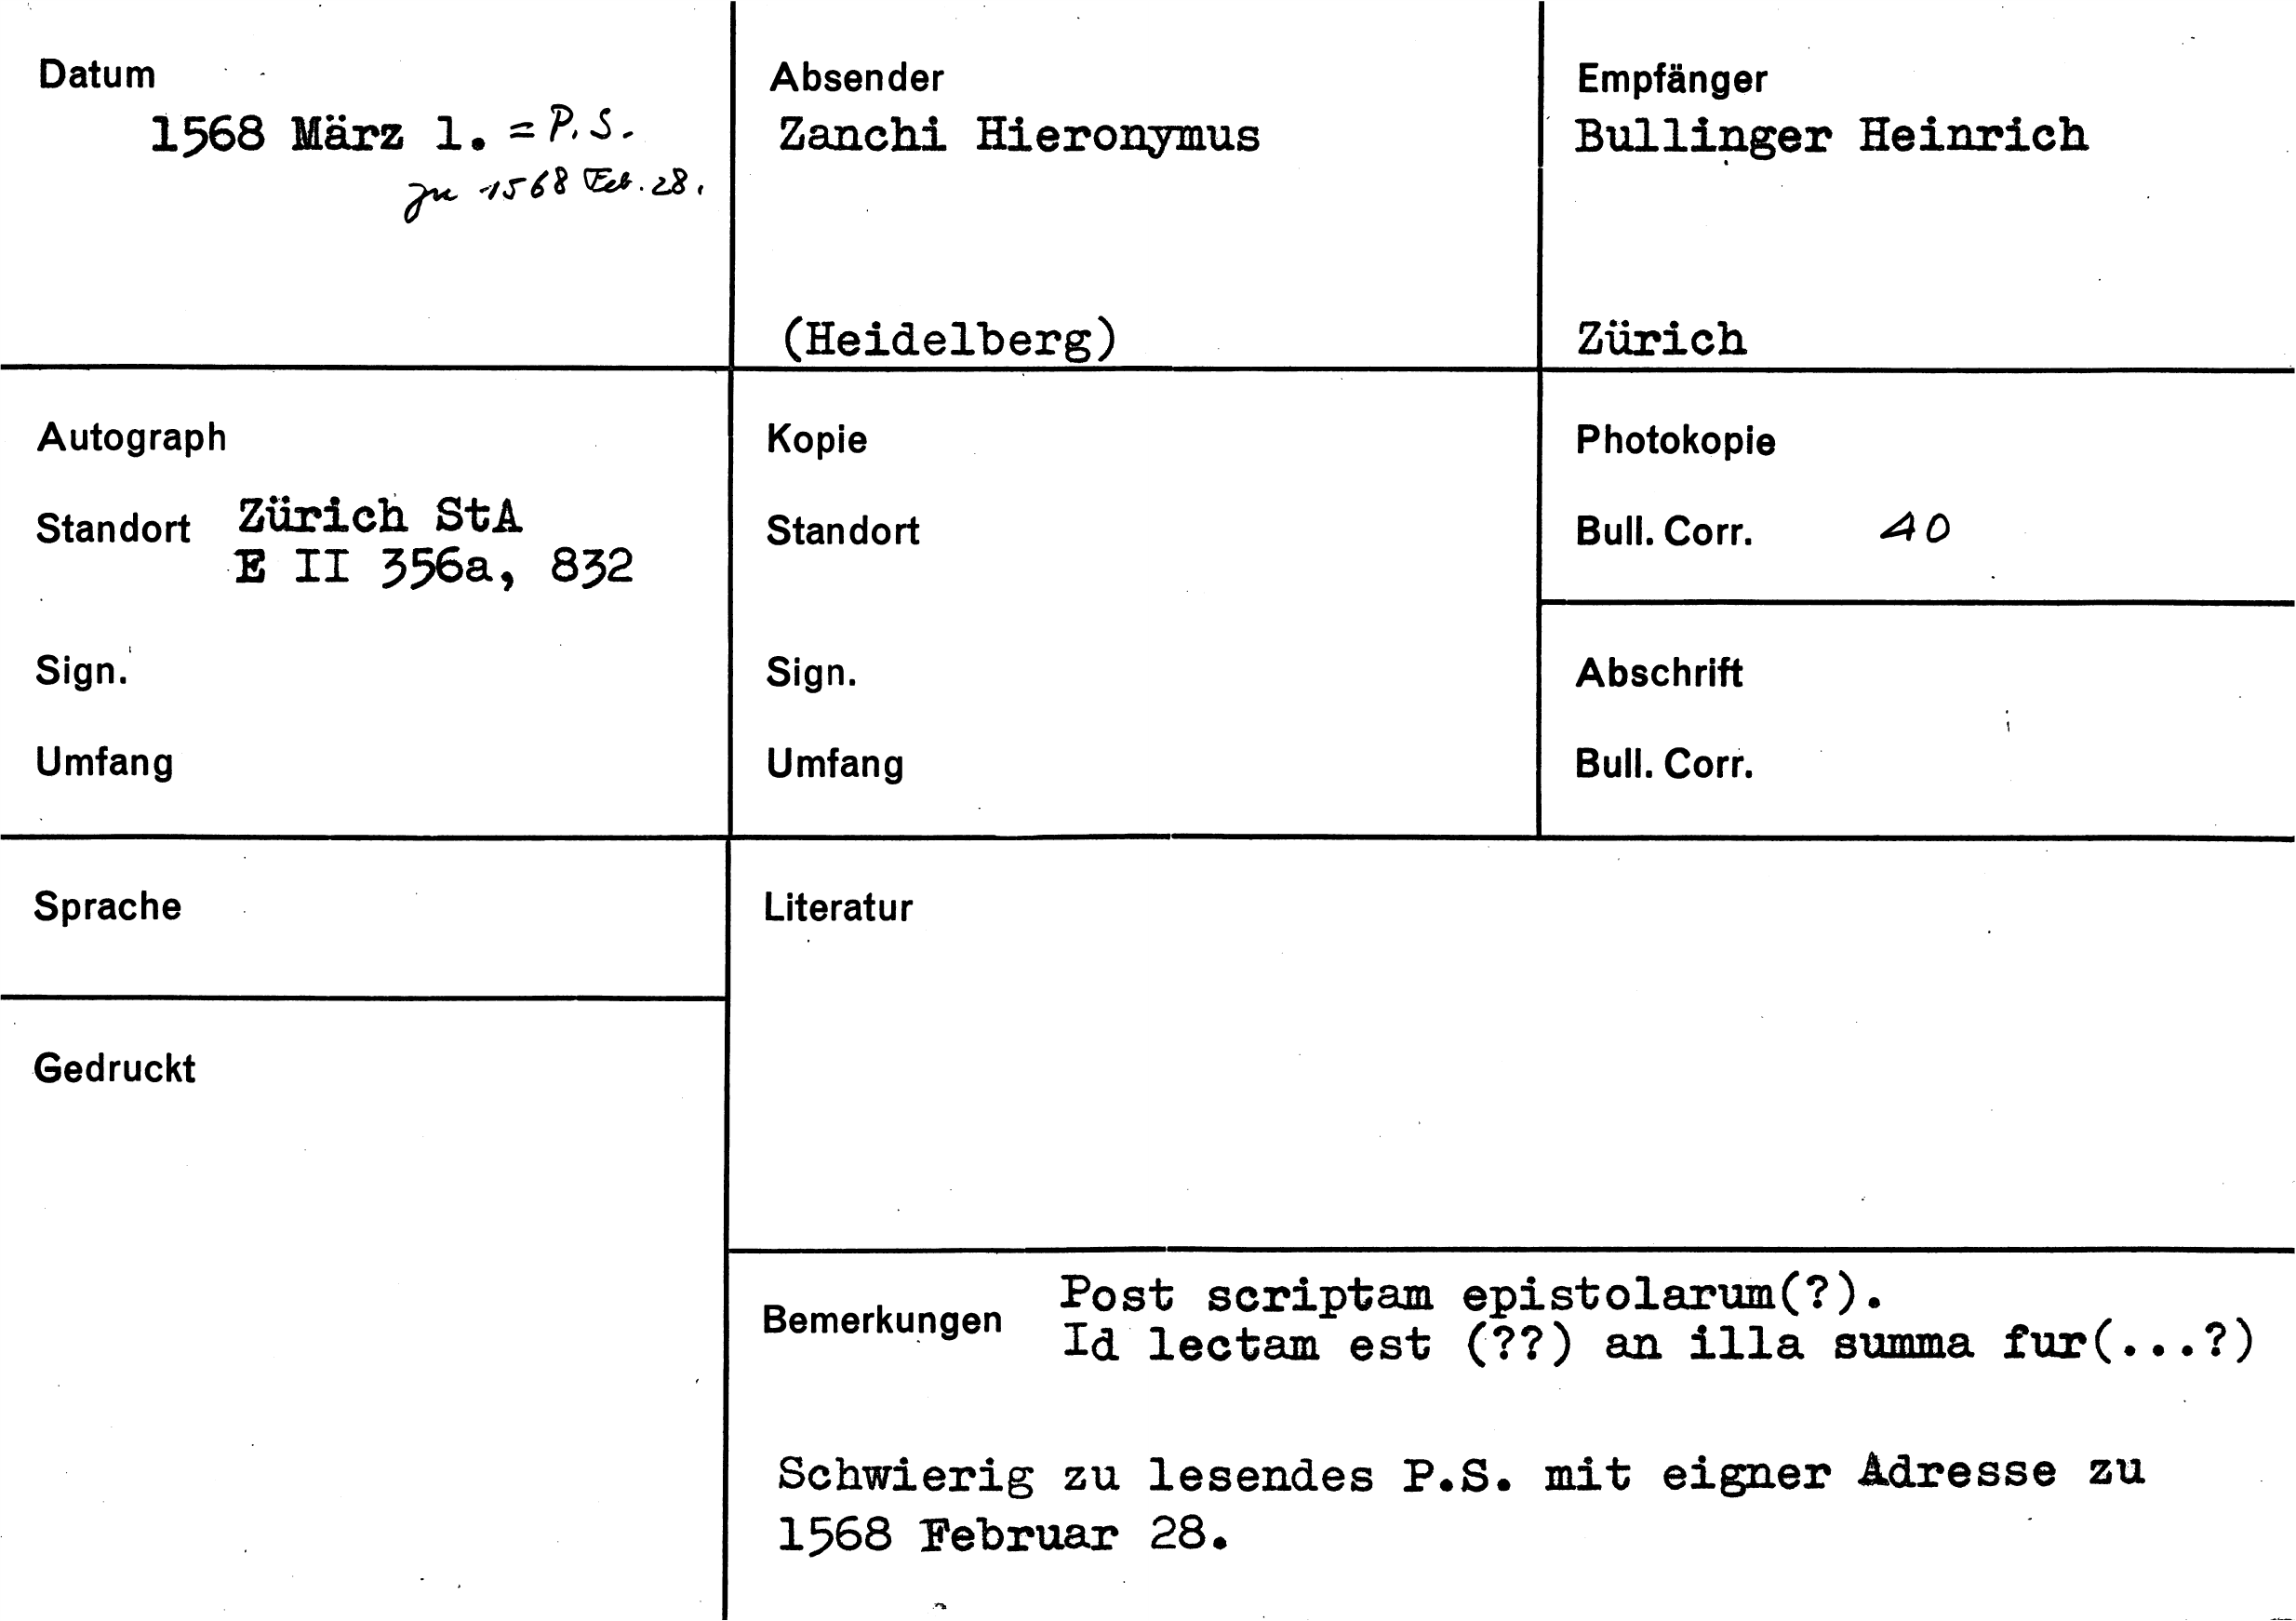 Datum
1568 März 1. = P.S.
zu 1568 Feb. 28.
Absender
Zanchi Hieronymus
(Heidelberg)
Empfänger
Bullinger Heinrich
Zürich
Autograph
Standort Zürich StA
E II 356a, 832
Sign.
Umfang
Kopie
Standort
Sign.
Umfang
Photokopie
Bull. Corr. 40
Abschrift
Bull. Corr.
Sprache
Gedruckt
Literatur
Bemerkungen Post scriptam epistolarum(?).
Id lectam est (??) an illa summa fur(...?)
Schwierig zu lesendes P.S. mit eigner Adresse zu
1568 Februar 28.